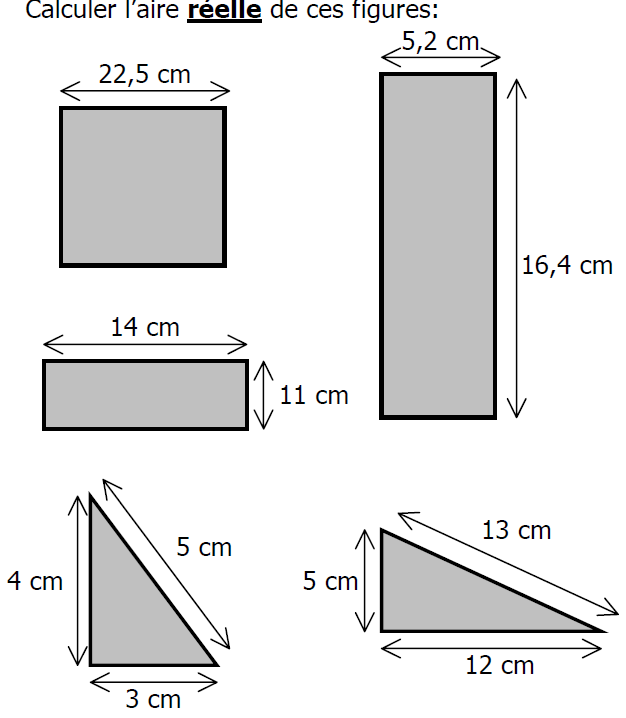 Calculer l'aire réelle de ces figures:
5,2 cm
22,5 cm
16,4 cm
14 cm
11 cm
5 cm
4 cm
3 cm
13 cm
5 cm
12 cm